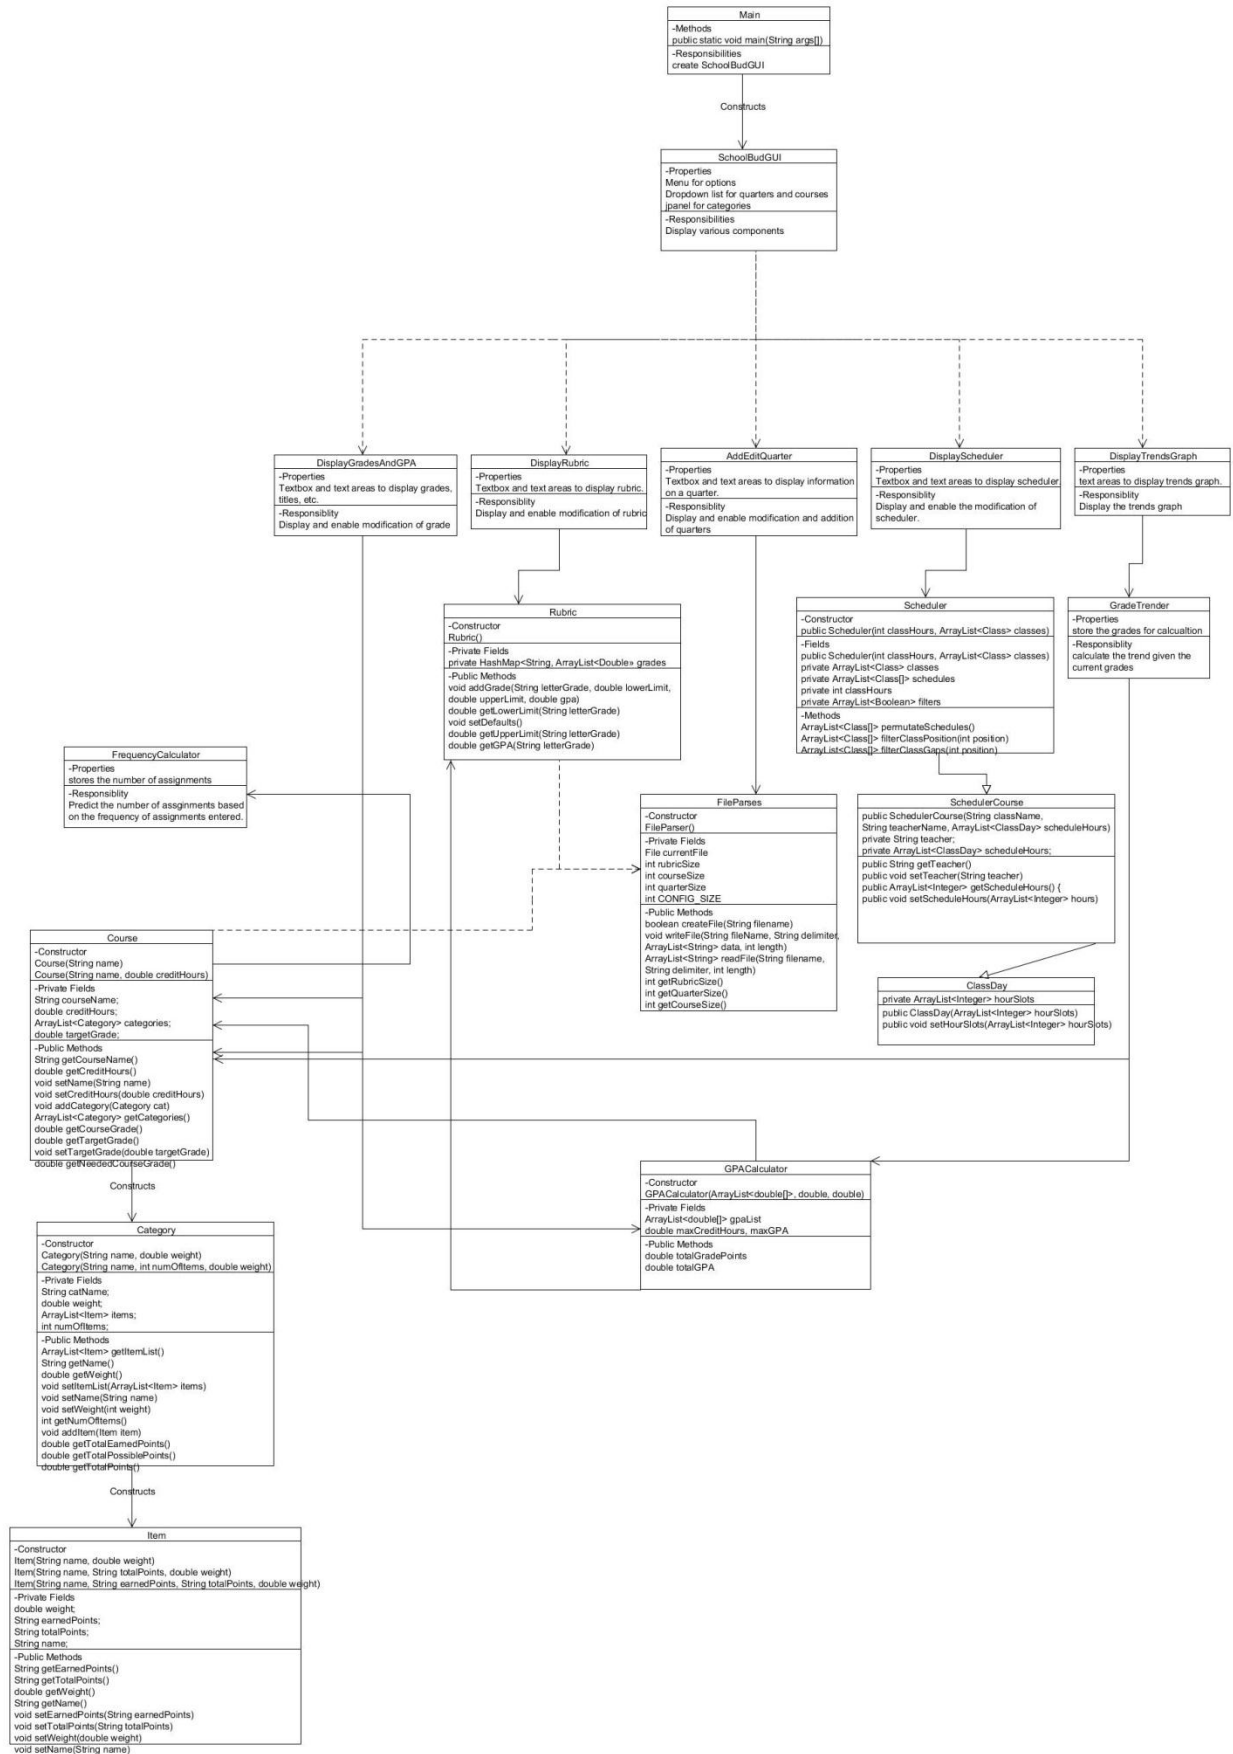 Main
-Methods
public static void main(String args[])
-Responsibilities
create SchoolBudGUI
Constructs
SchoolBudGUI
-Properties
Menu for options
Dropdown list for quarters and courses
jpanel for categories
-Responsibilities
Display various components
DisplayGradesAndGPA
-Properties
Textbox and text areas to display grades,
titles, etc.
-Responsiblity
Display and enable modification of grade
DisplayRubric
-Properties
Textbox and text areas to display rubric.
-Responsiblity
Display and enable modification of rubric
AddEditQuarter
-Properties
Textbox and text areas to display information
on a quarter.
-Responsiblity
Display and enable modification and addition
of quarters
DisplayScheduler
-Properties
Textbox and text areas to display scheduler
-Responsiblity
Display and enable the modification of
scheduler.
DisplayTrendsGraph
-Properties
text areas to display trends graph.
-Responsiblity
Display the trends graph
Rubric
-Constructor
Rubric()
-Private Fields
private HashMap<String, ArrayList<Double» grades
-Public Methods
void addGrade(String letterGrade, double lowerLimit,
double upperLimit, double gpa)
double getLowerLimit(String letterGrade)
void setDefaults()
double getUpperLimit(String letterGrade)
double getGPA(String letterGrade)
Scheduler
-Constructor
public Scheduler(int classHours, ArrayList<Class> classes)
-Fields
public Scheduler(int classHours, ArrayList<Class> classes)
private ArrayList<Class> classes
private ArrayList<Class[]> schedules
private int classHours
private ArrayList<Boolean> filters
-Methods
ArrayList<Class[]> permutateSchedules()
ArrayList<Class[]> filterClassPosition(int position)
ArrayList<Class[]> filterClassGaps(int position)
GradeTrender
-Properties
store the grades for calcualtion
-Responsiblity
calculate the trend given the
current grades
FrequencyCalculator
-Properties
stores the number of assignments
-Responsiblity
Predict the number of assginments based
on the frequency of assignments entered.
FileParses
-Constructor
FileParser()
-Private Fields
File currentFile
int rubricSize
int courseSize
int quarterSize
int CONFIG_SIZE
-Public Methods
boolean createFile(String filename)
void writeFile(String fileName, String delimiter,
ArrayList<String> data, int length)
ArrayList<String> readFile(String filename,
String delimiter, int length)
int getRubricSize()
int getQuarterSize()
int getCourseSize()
SchedulerCourse
public SchedulerCourse(String className,
String teacherName, ArrayList<ClassDay> scheduleHours)
private String teacher;
private ArrayList<ClassDay> scheduleHours;
public String getTeacher()
public void setTeacher(String teacher)
public ArrayList<Integer> getScheduleHours() {
public void setScheduleHours(ArrayList<Integer> hours)
ClassDay
private ArrayList<Integer> hourSlots
public ClassDay(ArrayList<Integer> hourSlots)
public void setHourSlots(ArrayList<Integer> hourSlots)
Course
-Constructor
Course(String name)
Course(String name, double creditHours)
-Private Fields
String courseName;
double creditHours;
ArrayList<Category> categories;
double targetGrade;
-Public Methods
String getCourseName()
double getCreditHours()
void setName(String name)
void setCreditHours(double creditHours)
void addCategory(Category cat)
ArrayList<Category> getCategories()
double getCourseGrade()
double getTargetGrade()
void setTargetGrade(double targetGrade)
double getNeededCourseGrade()
Constructs
GPACalculator
-Constructor
GPACalculator(ArrayList<double[]>, double, double)
-Private Fields
ArrayList<double[]> gpaList
double maxCreditHours, maxGPA
-Public Methods
double totalGradePoints
double totalGPA
Category
-Constructor
Category(String name, double weight)
Category(String name, int numOfItems, double weight)
-Private Fields
String catName;
double weight;
ArrayList<Item> items;
int numOfItems;
-Public Methods
ArrayList<Item> getItemList()
String getName()
double getWeight()
void setItemList(ArrayList<Item> items)
void setName(String name)
void setWeight(int weight)
int getNumOfItems()
void addItem(Item item)
double getTotalEarnedPoints()
double getTotalPossiblePoints()
double getTotalPoints()
Constructs
Item
-Constructor
Item(String name, double weight)
Item(String name, String totalPoints, double weight)
Item(String name, String earnedPoints, String totalPoints, double weight)
-Private Fields
double weight;
String earnedPoints;
String totalPoints;
String name;
-Public Methods
String getEarnedPoints()
String getTotalPoints()
double getWeight()
String getName()
void setEarnedPoints(String earnedPoints)
void setTotalPoints(String totalPoints)
void setWeight(double weight)
void setName(String name)